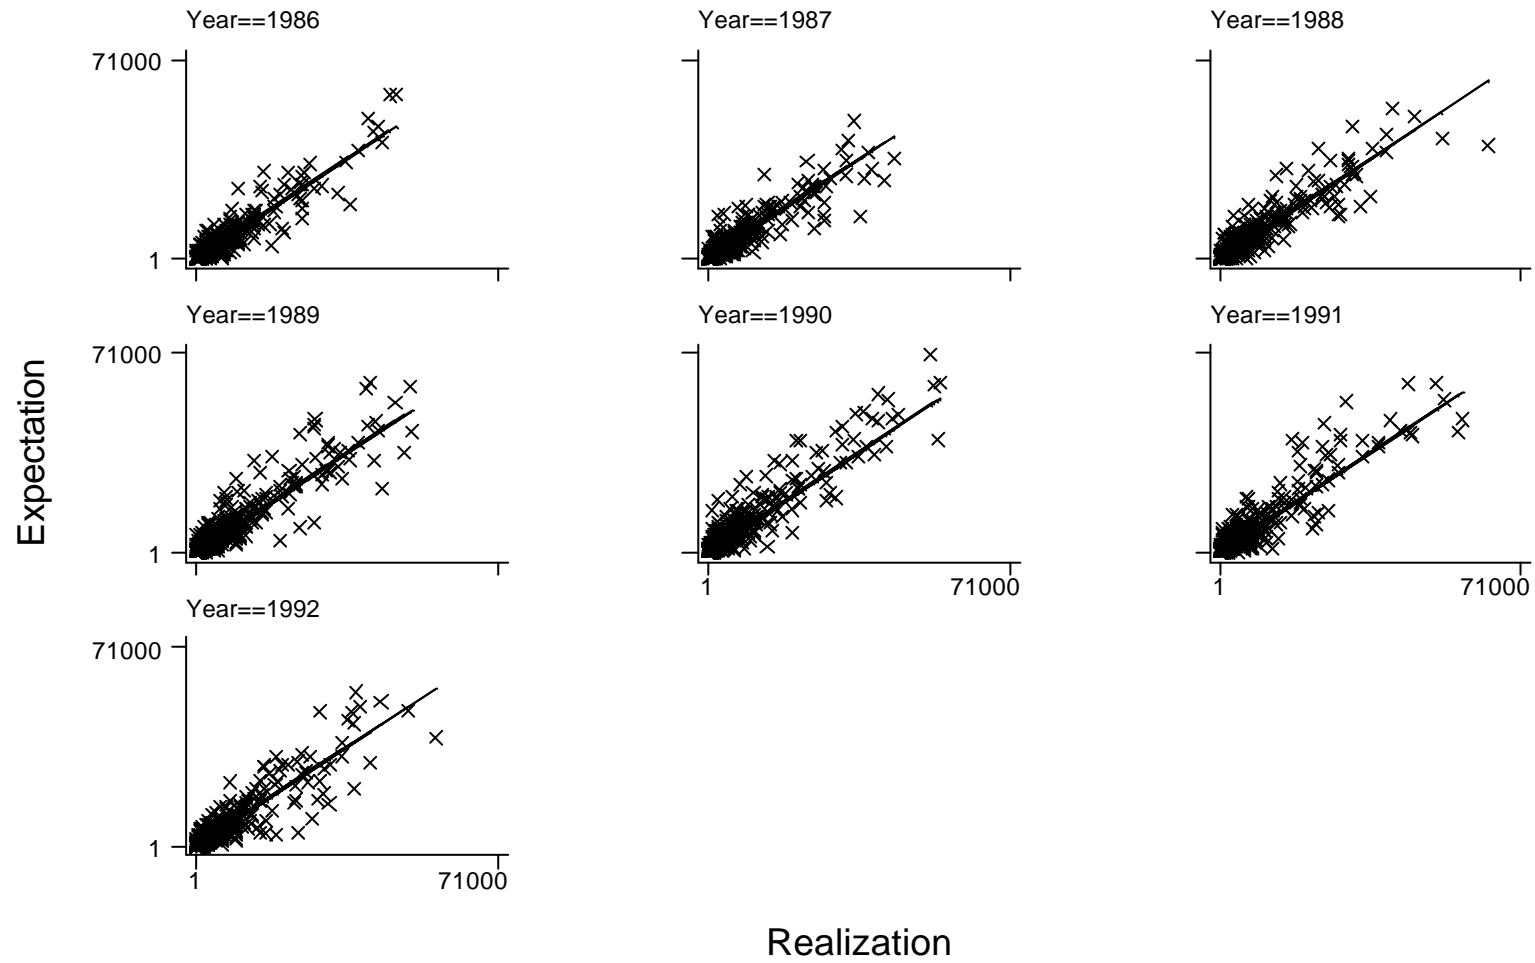 Year==1986
Year==1987
Year==1988
71000
1
Year==1989
Year==1990
Year==1991
71000
1
1
71000
1
71000
Expectation
Year==1992
71000
1
1
71000
Realization